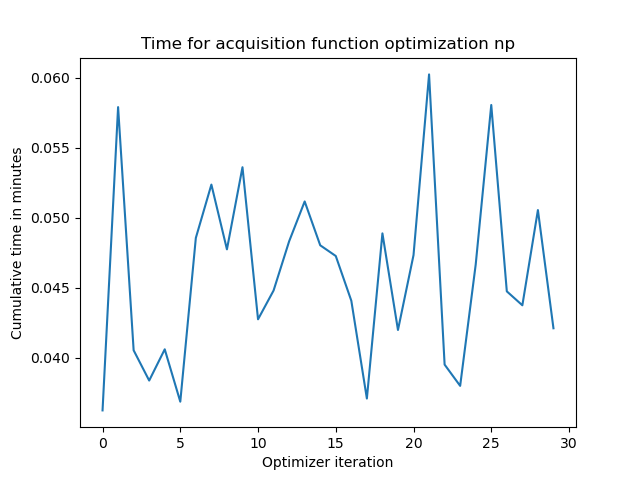 Time for acquisition function optimization np
Cumulative time in minutes
0.060
0.055
0.050
0.045
0.040
0 5 10 15 20 25 30
Optimizer iteration